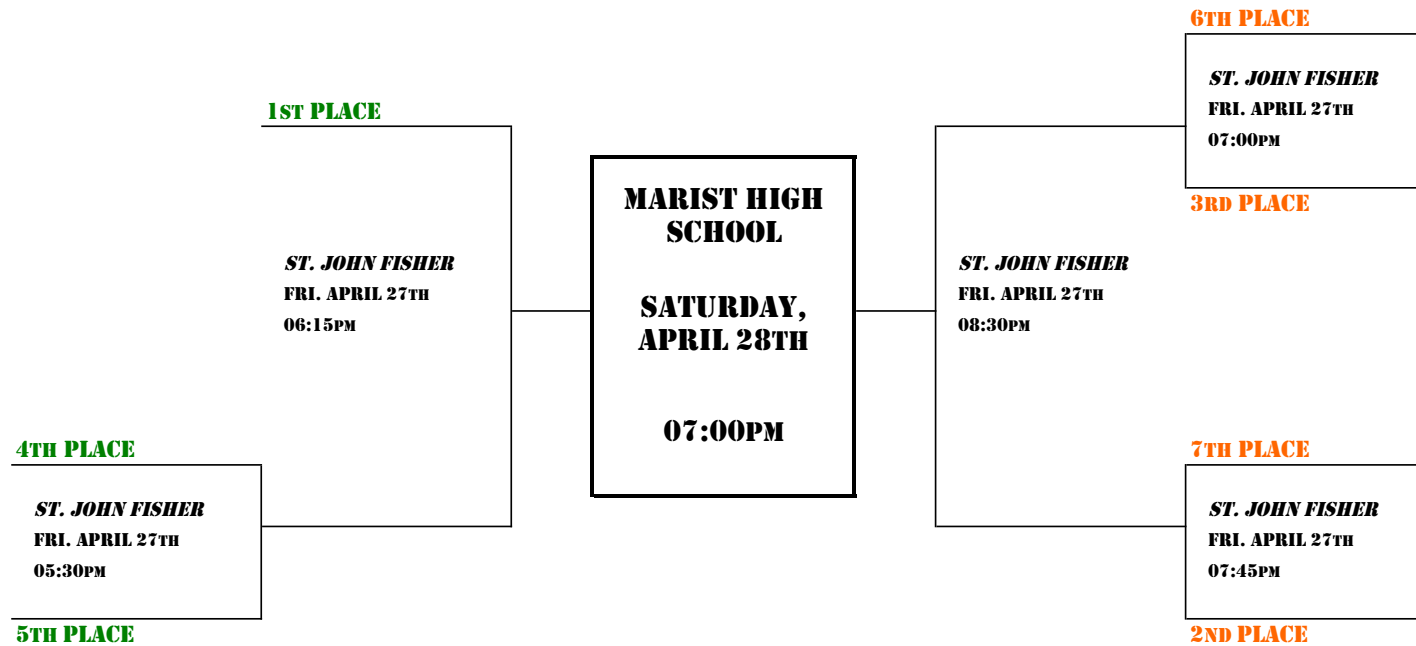 6TH PLACE
ST. JOHN FISHER
FRI. APRIL 27TH
07:00PM
3RD PLACE
1ST PLACE
ST. JOHN FISHER
FRI. APRIL 27TH
06:15PM
MARIST HIGH
SCHOOL
SATURDAY,
APRIL 28TH
07:00PM
ST. JOHN FISHER
FRI. APRIL 27TH
08:30PM
4TH PLACE
ST. JOHN FISHER
FRI. APRIL 27TH
05:30PM
5TH PLACE
7TH PLACE
ST. JOHN FISHER
FRI. APRIL 27TH
07:45PM
2ND PLACE